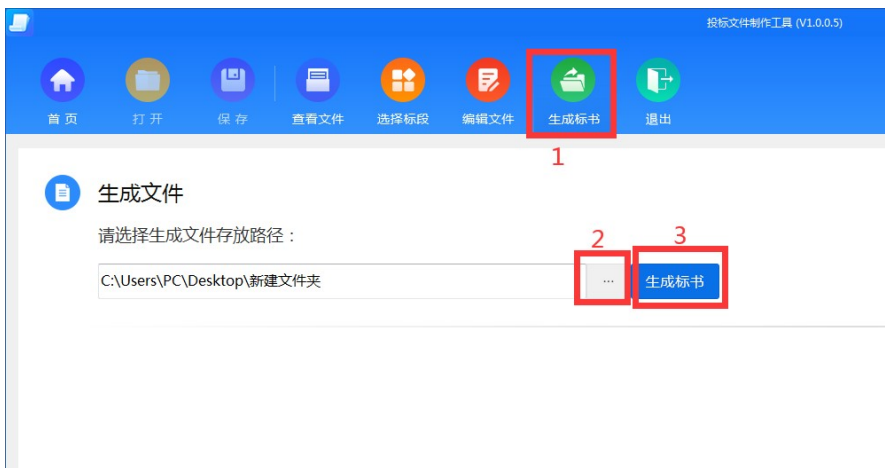 投标文件制作工具 (V1.0.0.5)
首 页 打 开 保 存 查看文件 选择标段 编辑文件 生成标书 退出
1
生成文件
请选择生成文件存放路径：
2 3
C:\Users\PC\Desktop\新建文件夹 ... 生成标书